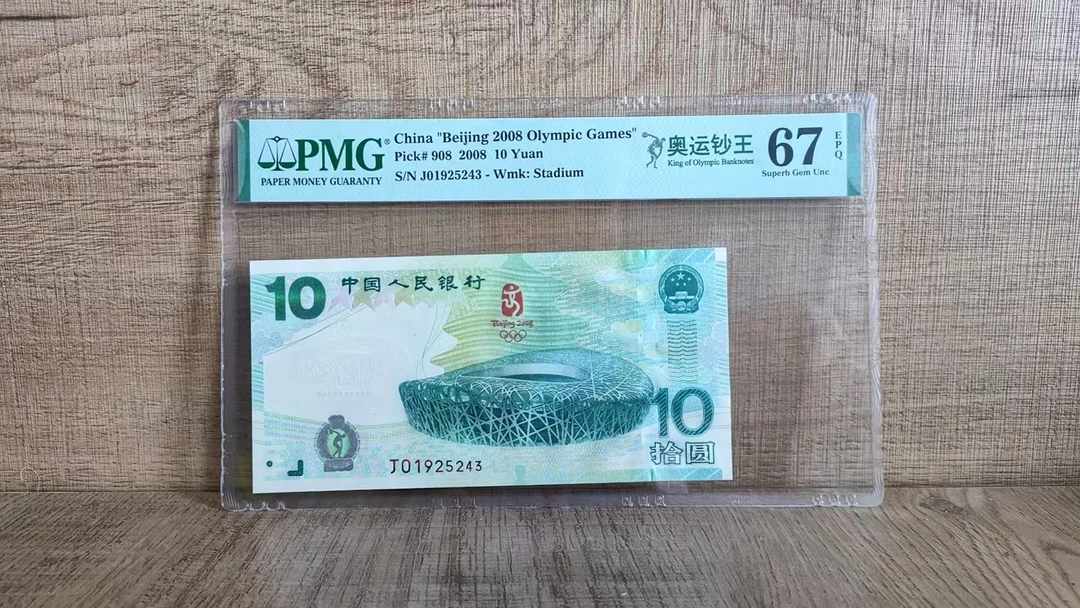 PMG®
PAPER MONEY GUARANTY
China "Beijing 2008 Olympic Games"
Pick# 908 2008 10 Yuan
S/N J01925243 - Wmk: Stadium
奥运钞王
King of Olympic Banknotes
67
EPQ
Superb Gem Unc
10
中国人民银行
Beijing 2008
10
拾圆
J01925243